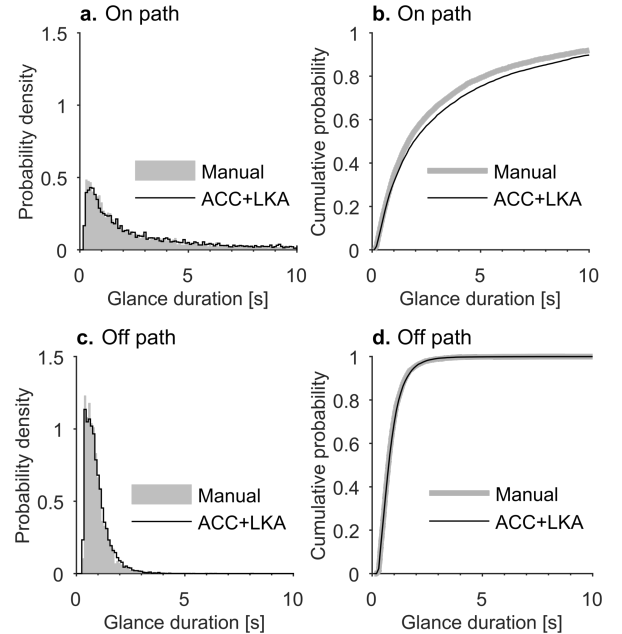 a. On path
1.5
1
0.5
0
Probability density
Manual
ACC+LKA
0 5 10
Glance duration [s]
b. On path
1
0.8
0.6
0.4
0.2
0
Cumulative probability
Manual
ACC+LKA
0 5 10
Glance duration [s]
c. Off path
1.5
1
0.5
0
Probability density
Manual
ACC+LKA
0 5 10
Glance duration [s]
d. Off path
1
0.8
0.6
0.4
0.2
0
Cumulative probability
Manual
ACC+LKA
0 5 10
Glance duration [s]